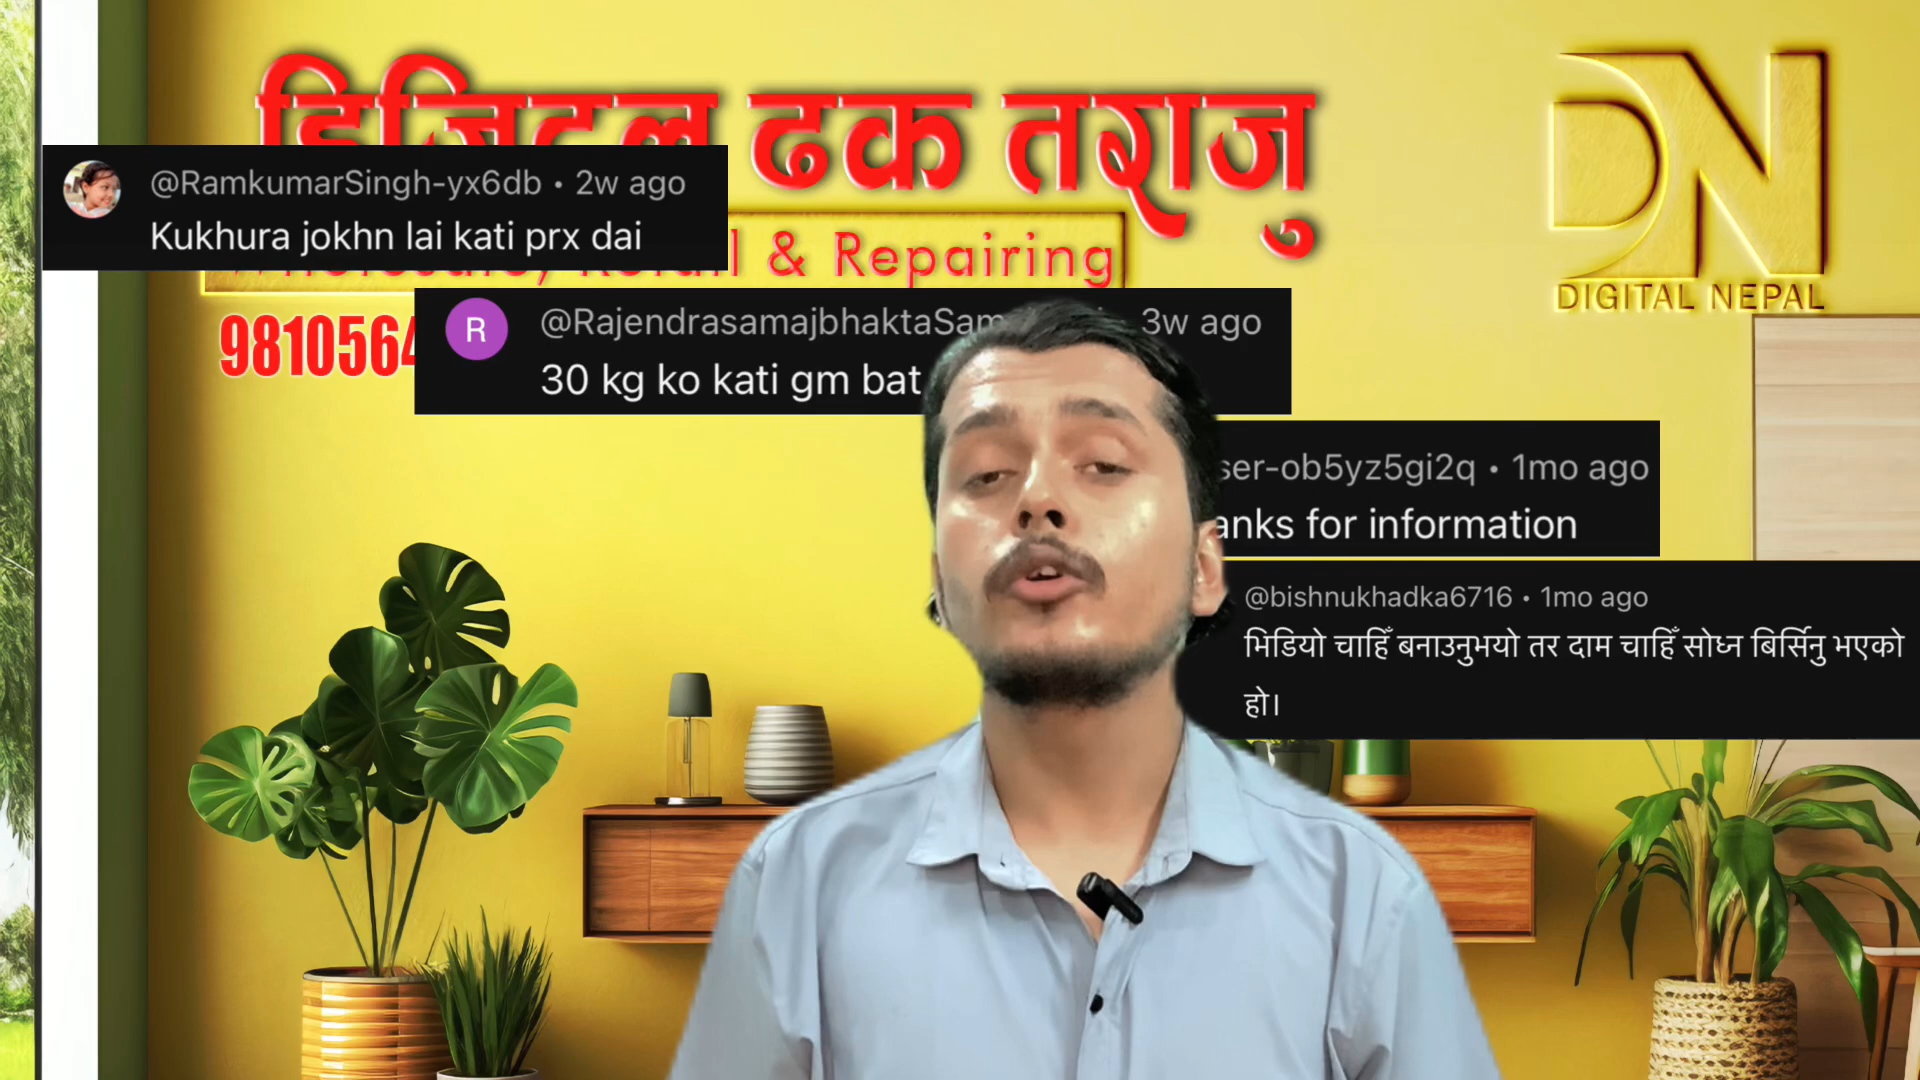 डिजिटल ढक तराजु
DIGITAL NEPAL
@RamkumarSingh-yx6db • 2w ago
Kukhura jokhn lai kati prx dai
& Repairing
9810564
R @RajendrasamajbhaktaSam 3w ago
30 kg ko kati gm bat
ser-ob5yz5gi2q • 1mo ago
anks for information
@bishnukhadka6716 • 1mo ago
भिडियो चाहिँ बनाउनुभयो तर दाम चाहिँ सोध्न बिर्सिनु भएको
हो।